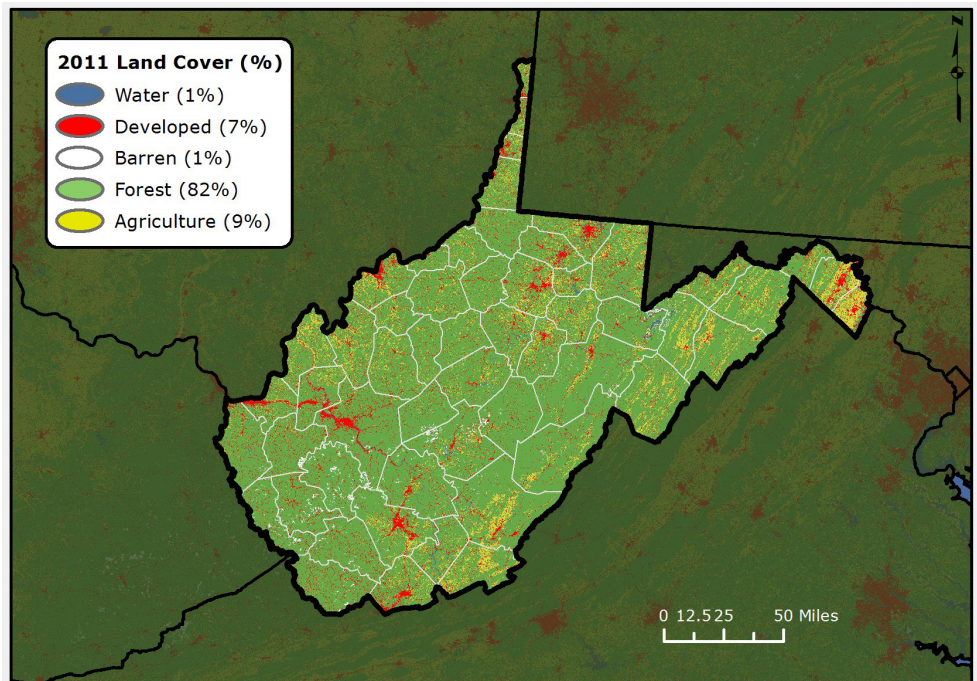 N
2011 Land Cover (%)
Water (1%)
Developed (7%)
Barren (1%)
Forest (82%)
Agriculture (9%)
0 12.5 25 50 Miles